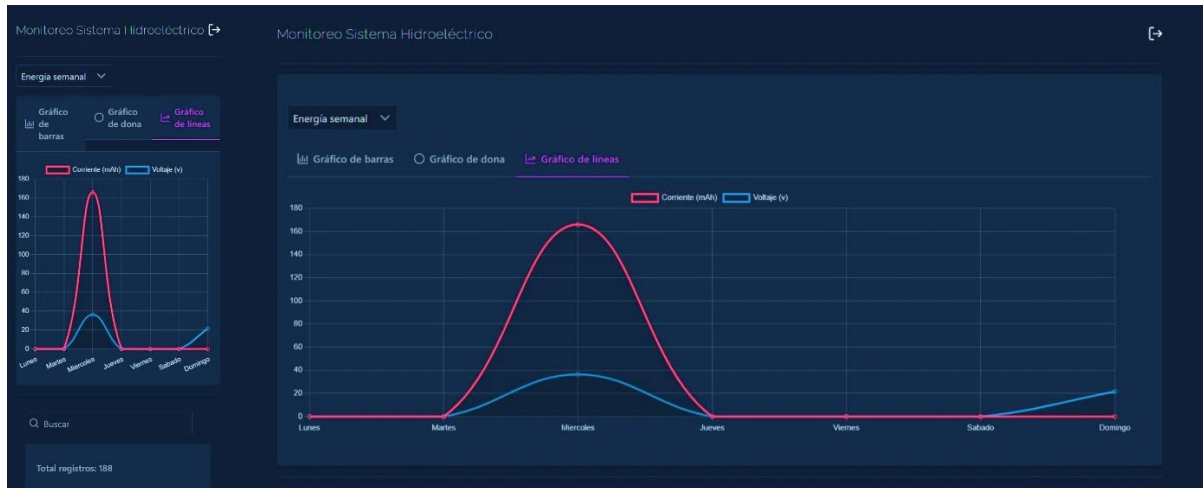 Monitoreo Sistema Hidroeléctrico
Energía semanal
Gráfico de barras
Gráfico de dona
Gráfico de líneas
Corriente (mAh) Voltaje (v)
180
160
140
120
100
80
60
40
20
0
Lunes Martes Miercoles Jueves Viernes Sabado Domingo
Buscar
Total registros: 188
Monitoreo Sistema Hidroeléctrico
Energía semanal
Gráfico de barras Gráfico de dona Gráfico de líneas
Corriente (mAh) Voltaje (v)
180
160
140
120
100
80
60
40
20
0
Lunes Martes Miercoles Jueves Viernes Sabado Domingo